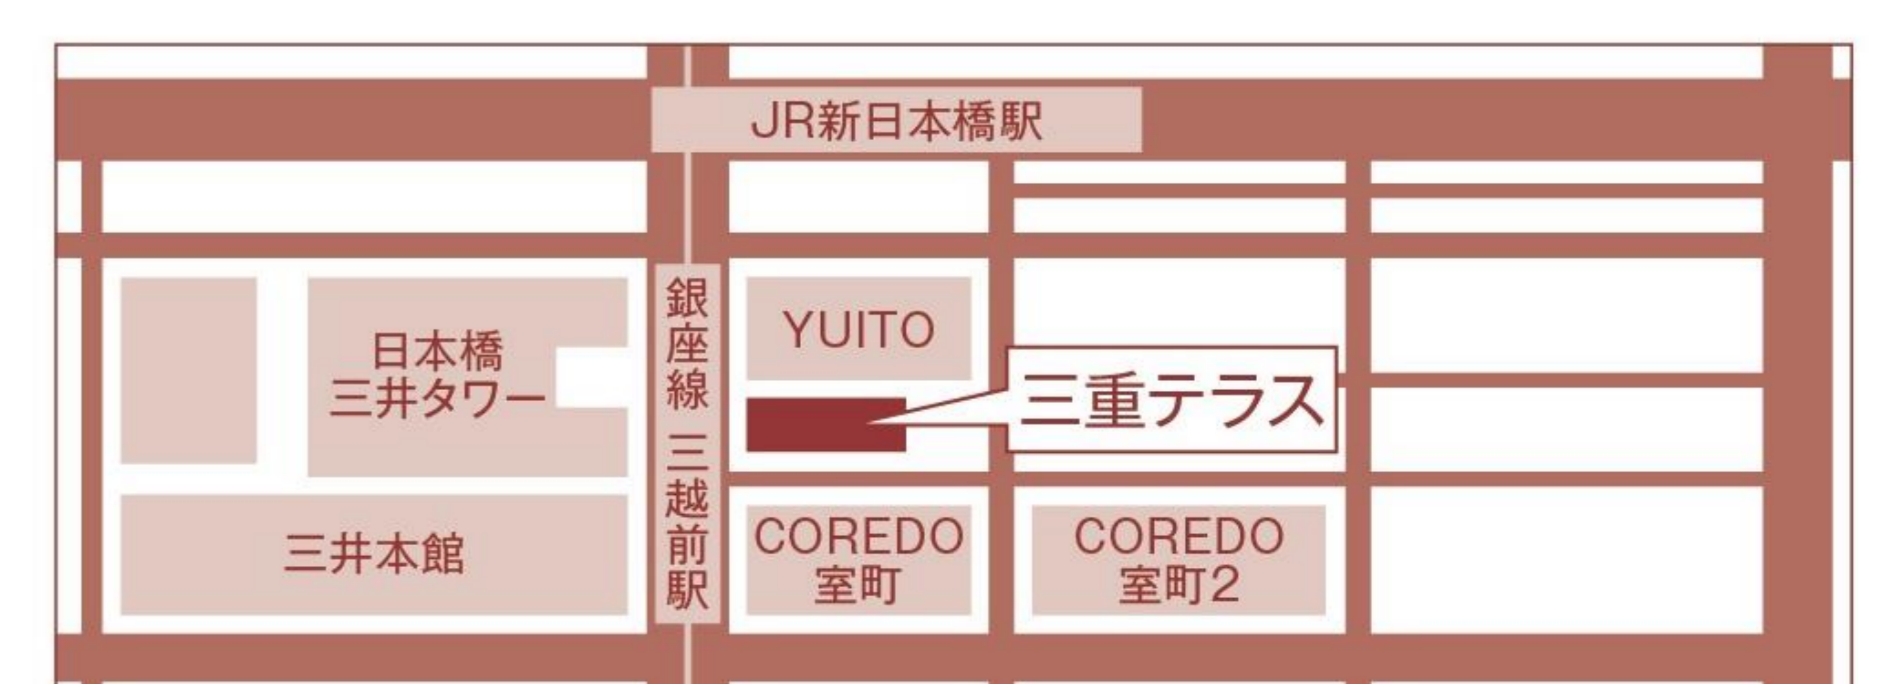 JR新日本橋駅
銀座線 三越前駅
日本橋
三井タワー
YUITO
三重テラス
三井本館
COREDO
室町
COREDO
室町2